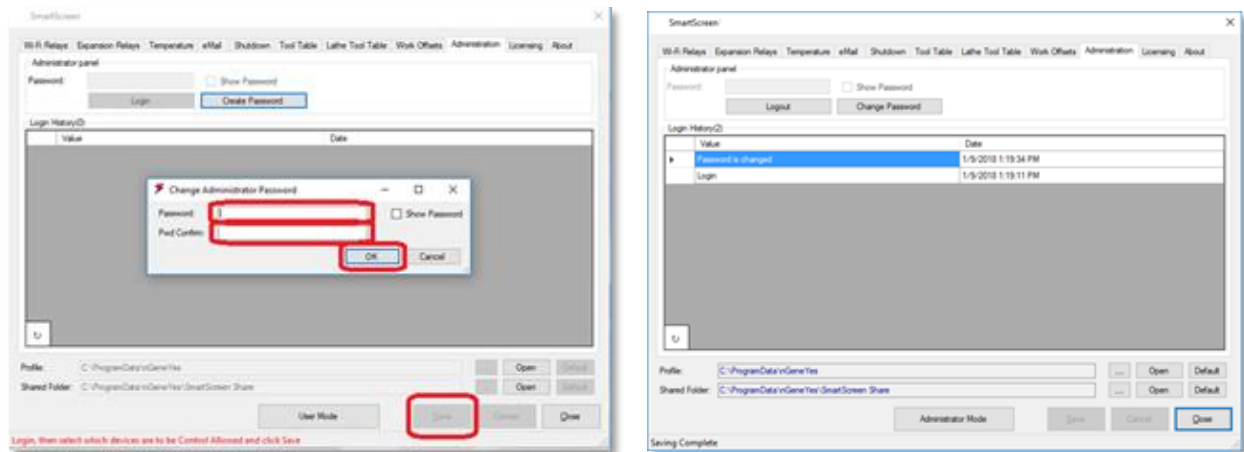 SmartScreen
Wi-Fi Relays Expansion Relays Temperature eMail Shutdown Tool Table Lathe Tool Table Work Offsets Administration Licensing About
Administrator panel
Password:
Show Password
Login
Create Password
Login History(0)
Value Date
Change Administrator Password
Password:
Show Password
Pwd Confirm:
OK Cancel
Profile: C:\ProgramData\nGeneYes
Open Default
Shared Folder: C:\ProgramData\nGeneYes\SmartScreen Share
Open Default
User Mode Save Cancel Close
Login, then select which devices are to be Control Allowed and click Save
SmartScreen
Wi-Fi Relays Expansion Relays Temperature eMail Shutdown Tool Table Lathe Tool Table Work Offsets Administration Licensing About
Administrator panel
Password:
Show Password
Logout
Change Password
Login History(2)
Value Date
Password is changed 1/9/2018 1:19:34 PM
Login 1/9/2018 1:19:11 PM
Profile: C:\ProgramData\nGeneYes ... Open Default
Shared Folder: C:\ProgramData\nGeneYes\SmartScreen Share ... Open Default
Administrator Mode Save Cancel Close
Saving Complete